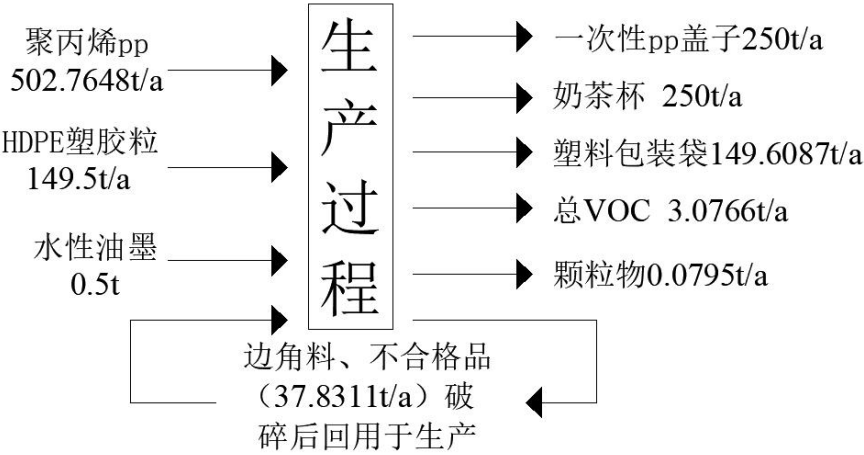 聚丙烯pp
502.7648t/a
HDPE塑胶粒
149.5t/a
水性油墨
0.5t
生产过程
一次性pp盖子250t/a
奶茶杯 250t/a
塑料包装袋149.6087t/a
总VOC 3.0766t/a
颗粒物0.0795t/a
边角料、不合格品
（37.8311t/a）破
碎后回用于生产